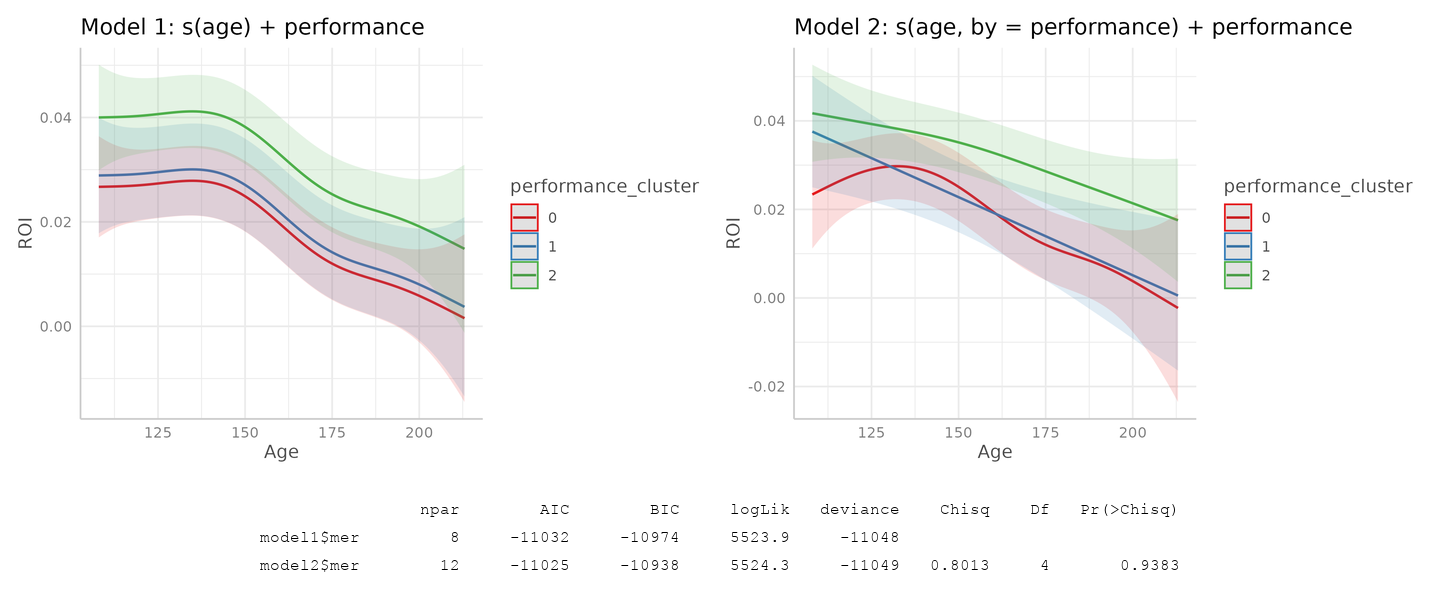 Model 1: s(age) + performance
0.04
0.02
0.00
ROI
125 150 175 200
Age
performance_cluster
0
1
2
Model 2: s(age, by = performance) + performance
0.04
0.02
0.00
-0.02
ROI
125 150 175 200
Age
performance_cluster
0
1
2
npar AIC BIC logLik deviance Chisq Df Pr(>Chisq)
model1$mer 8 -11032 -10974 5523.9 -11048
model2$mer 12 -11025 -10938 5524.3 -11049 0.8013 4 0.9383